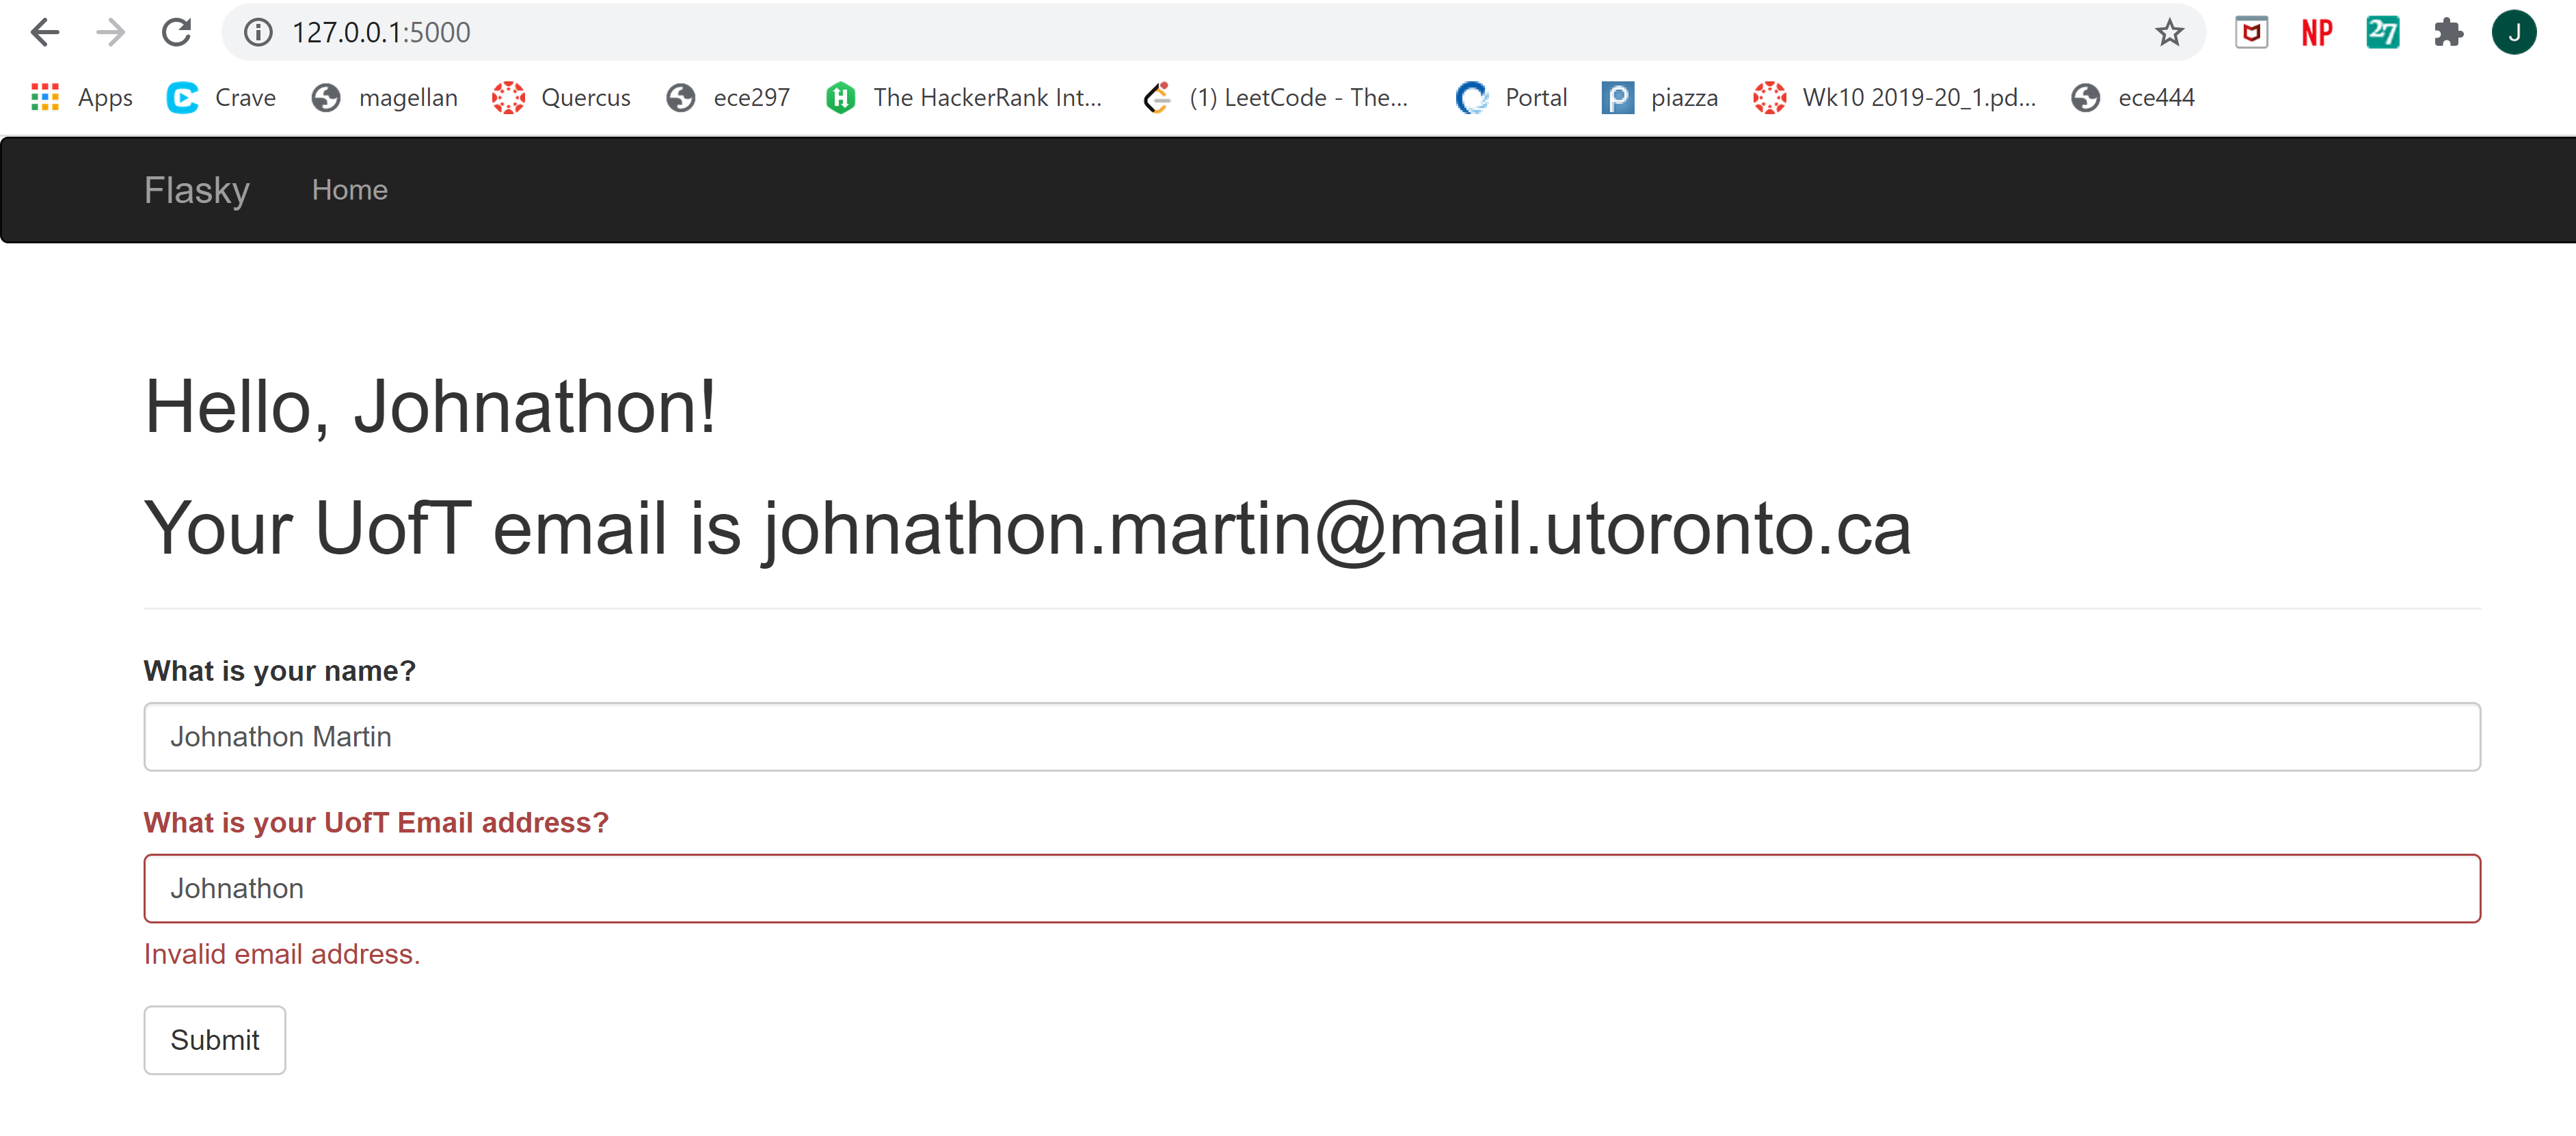 127.0.0.1:5000
NP 27 J
Apps Crave magellan Quercus ece297 The HackerRank Int... (1) LeetCode - The... Portal piazza Wk10 2019-20_1.pd... ece444
Flasky Home
Hello, Johnathon!
Your UofT email is johnathon.martin@mail.utoronto.ca
What is your name?
Johnathon Martin
What is your UofT Email address?
Johnathon
Invalid email address.
Submit